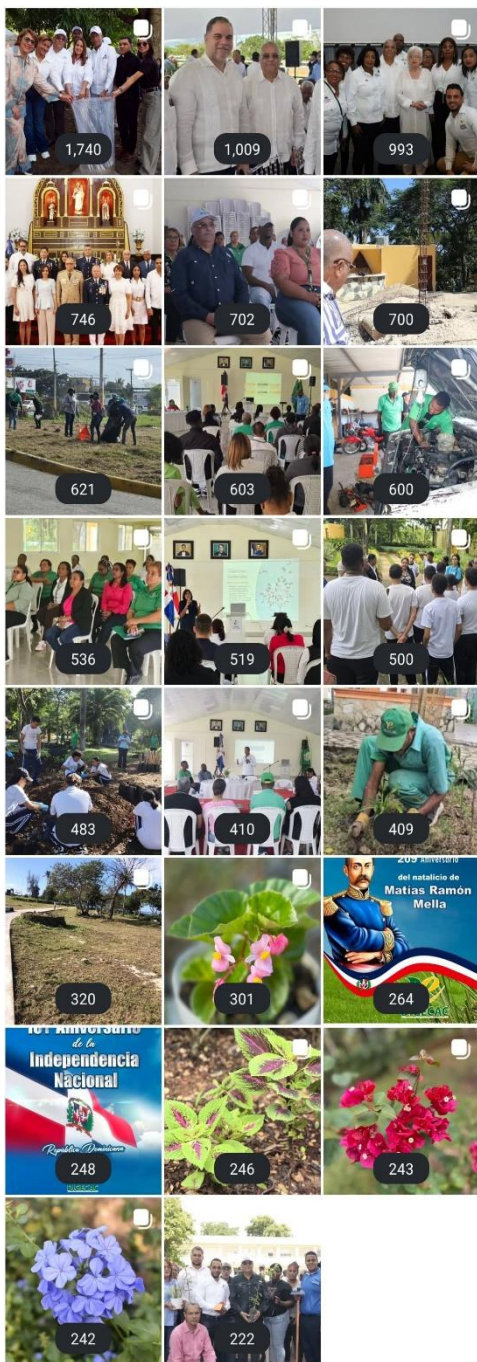 1,740
1,009
993
746
702
700
621
603
600
536
519
500
483
410
409
320
301
209 Aniversario
del natalicio de
Matías Ramón
Mella
264
de la
Independencia
Nacional
República Dominicana
248
DISECAC
246
243
242
222